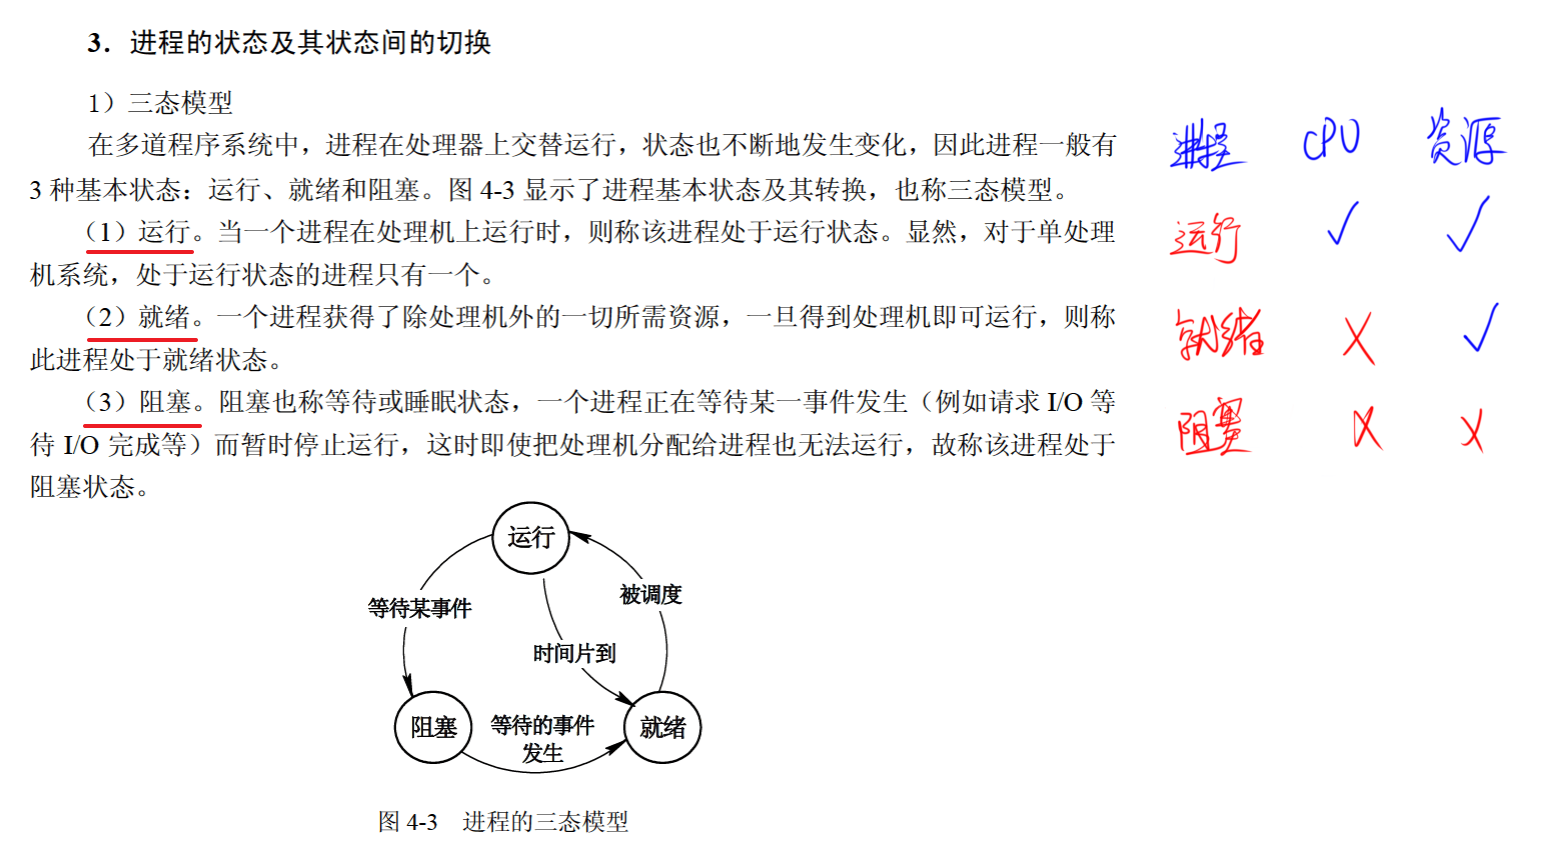 3．进程的状态及其状态间的切换
1）三态模型
在多道程序系统中，进程在处理器上交替运行，状态也不断地发生变化，因此进程一般有
3 种基本状态：运行、就绪和阻塞。图 4-3 显示了进程基本状态及其转换，也称三态模型。
（1）运行。当一个进程在处理机上运行时，则称该进程处于运行状态。显然，对于单处理
机系统，处于运行状态的进程只有一个。
（2）就绪。一个进程获得了除处理机外的一切所需资源，一旦得到处理机即可运行，则称
此进程处于就绪状态。
（3）阻塞。阻塞也称等待或睡眠状态，一个进程正在等待某一事件发生（例如请求 I/O 等
待 I/O 完成等）而暂时停止运行，这时即使把处理机分配给进程也无法运行，故称该进程处于
阻塞状态。
进程 CPU 资源
运行 ✓ ✓
就绪 X ✓
阻塞 X X
运行
等待某事件
被调度
时间片到
阻塞
等待的事件
发生
就绪
图 4-3 进程的三态模型